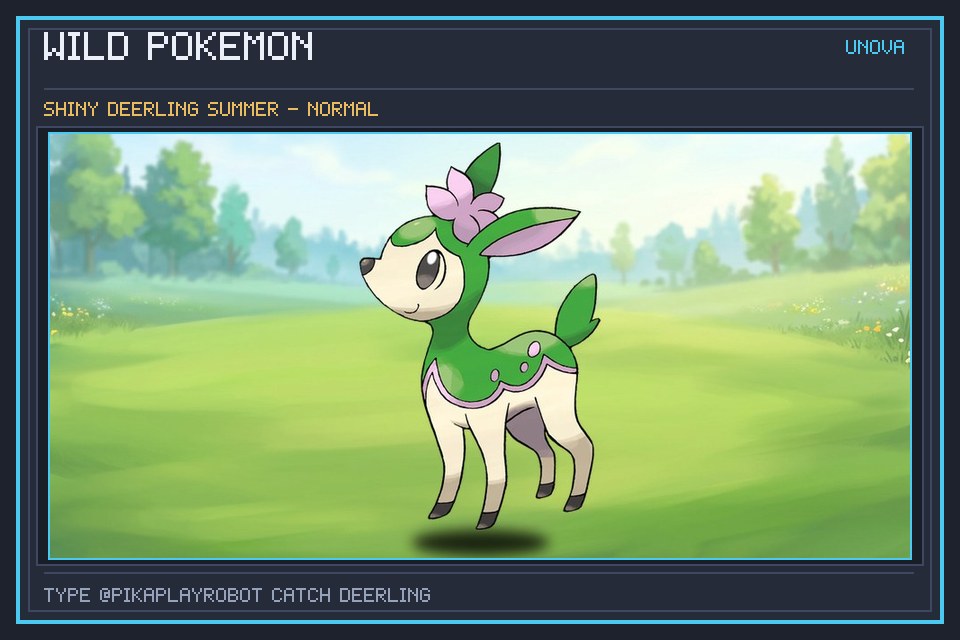 WILD POKEMON
UNOVA
SHINY DEERLING SUMMER - NORMAL
TYPE @PIKAPLAYROBOT CATCH DEERLING